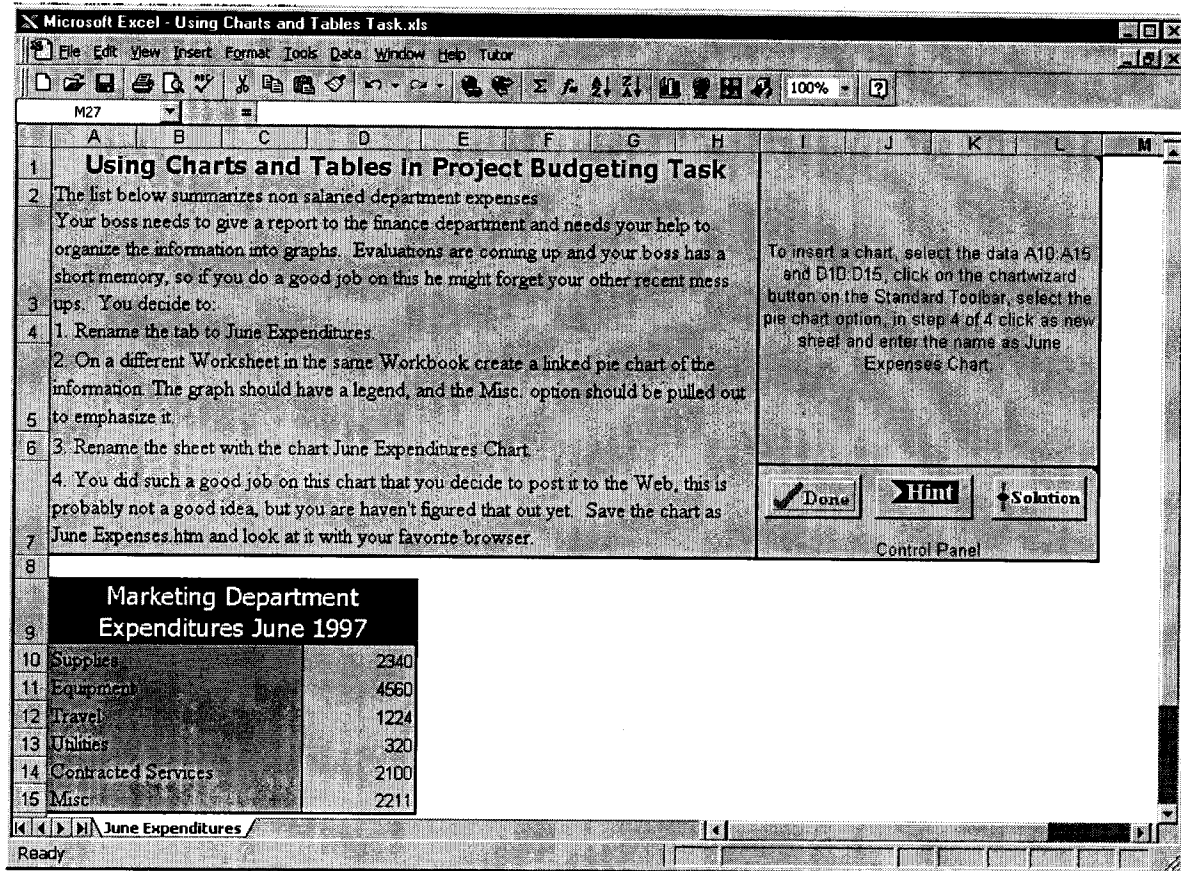 Microsoft Excel - Using Charts and Tables Task.xls
File Edit View Insert Format Tools Data Window Help Tutor
100%
M27 =
A B C D E F G H I J K L M
1 Using Charts and Tables in Project Budgeting Task
2 The list below summarizes non salaried department expenses
Your boss needs to give a report to the finance department and needs your help to
organize the information into graphs. Evaluations are coming up and your boss has a
short memory, so if you do a good job on this he might forget your other recent mess
3 ups. You decide to:
4 1. Rename the tab to June Expenditures
2. On a different Worksheet in the same Workbook create a linked pie chart of the
information. The graph should have a legend, and the Misc. option should be pulled out
5 to emphasize it.
6 3. Rename the sheet with the chart June Expenditures Chart
4. You did such a good job on this chart that you decide to post it to the Web, this is
probably not a good idea, but you are haven't figured that out yet. Save the chart as
7 June Expenses.htm and look at it with your favorite browser.
To insert a chart, select the data A10:A15
and D10:D15, click on the chartwizard
button on the Standard Toolbar, select the
pie chart option, in step 4 of 4 click as new
sheet and enter the name as June
Expenses Chart.
Done Hint Solution
Control Panel
8
Marketing Department
9 Expenditures June 1997
10 Supplies 2340
11 Equipment 4560
12 Travel 1224
13 Utilities 320
14 Contracted Services 2100
15 Misc 2211
June Expenditures
Ready